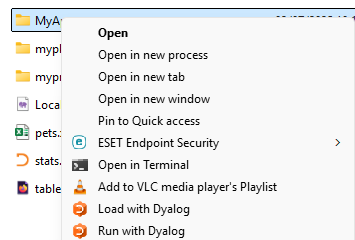 MyA
Open
mypl
Open in new process
mypr
Open in new tab
Loca
Open in new window
pets.
Pin to Quick access
stats.
ESET Endpoint Security
table
Open in Terminal
Add to VLC media player's Playlist
Load with Dyalog
Run with Dyalog